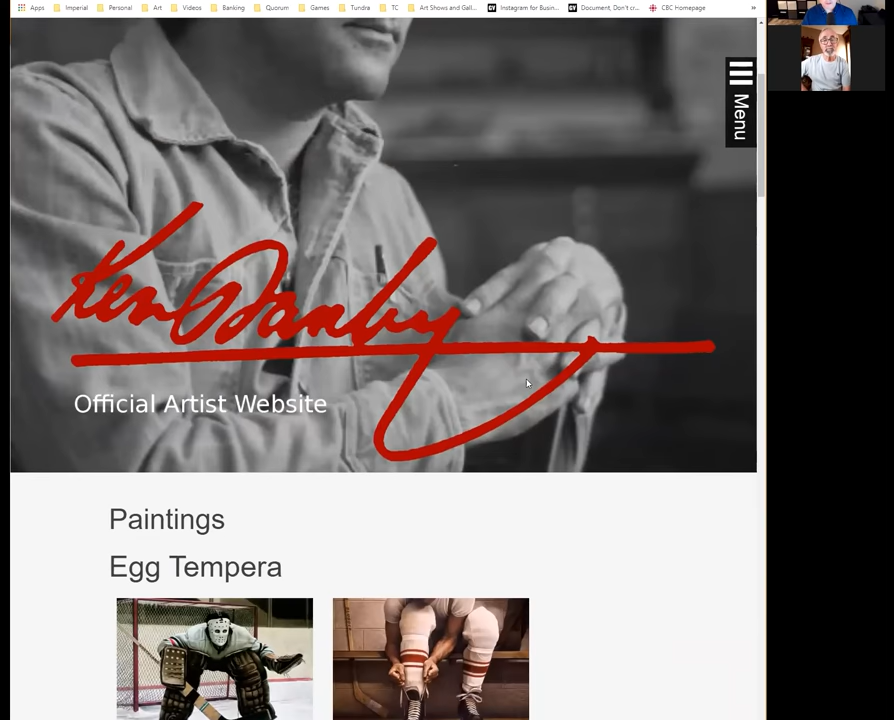 Apps Imperial Personal Art Videos Banking Quorum Games Tundra TC Art Shows and Gall... Instagram for Busin... Document, Don't cr... CBC Homepage »
Menu
Ken Danby
Official Artist Website
Paintings
Egg Tempera